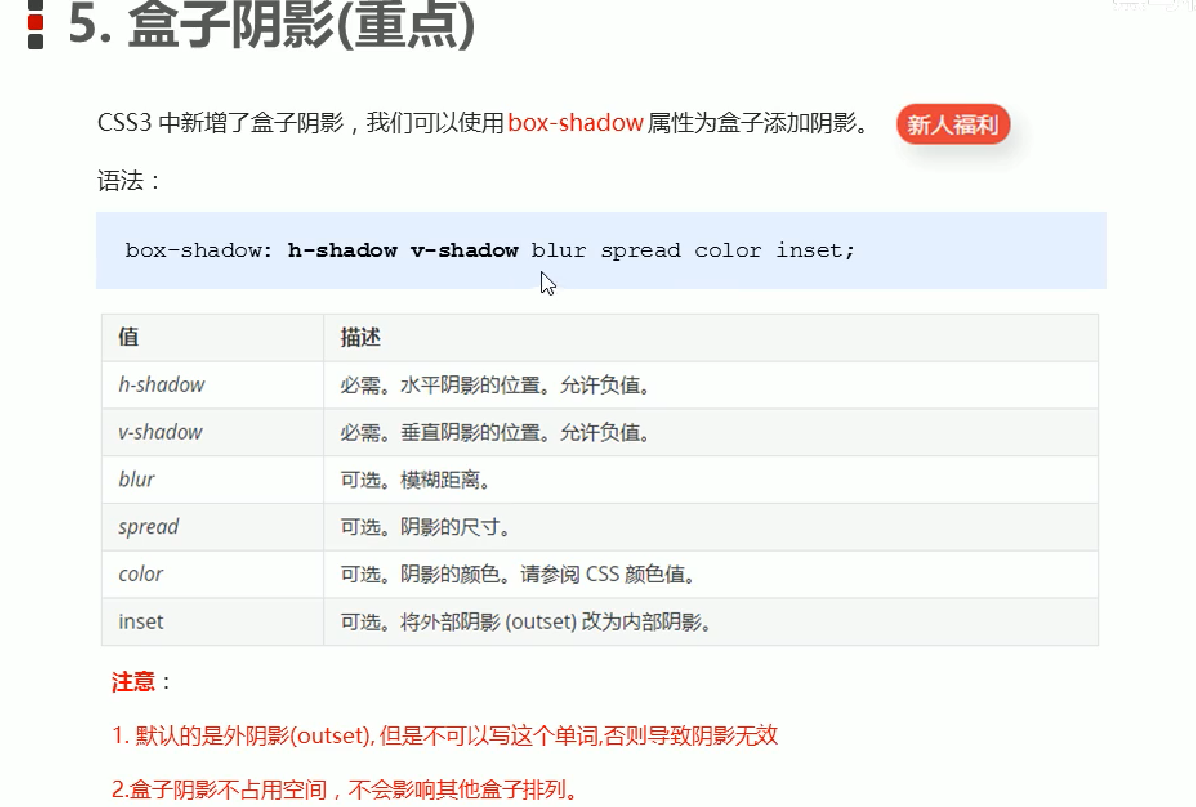 5. 盒子阴影(重点)
CSS3 中新增了盒子阴影，我们可以使用 box-shadow 属性为盒子添加阴影。
新人福利
语法：
box-shadow: h-shadow v-shadow blur spread color inset;
值 描述
h-shadow 必需。水平阴影的位置。允许负值。
v-shadow 必需。垂直阴影的位置。允许负值。
blur 可选。模糊距离。
spread 可选。阴影的尺寸。
color 可选。阴影的颜色。请参阅 CSS 颜色值。
inset 可选。将外部阴影 (outset) 改为内部阴影。
注意：
1. 默认的是外阴影(outset), 但是不可以写这个单词,否则导致阴影无效
2.盒子阴影不占用空间，不会影响其他盒子排列。